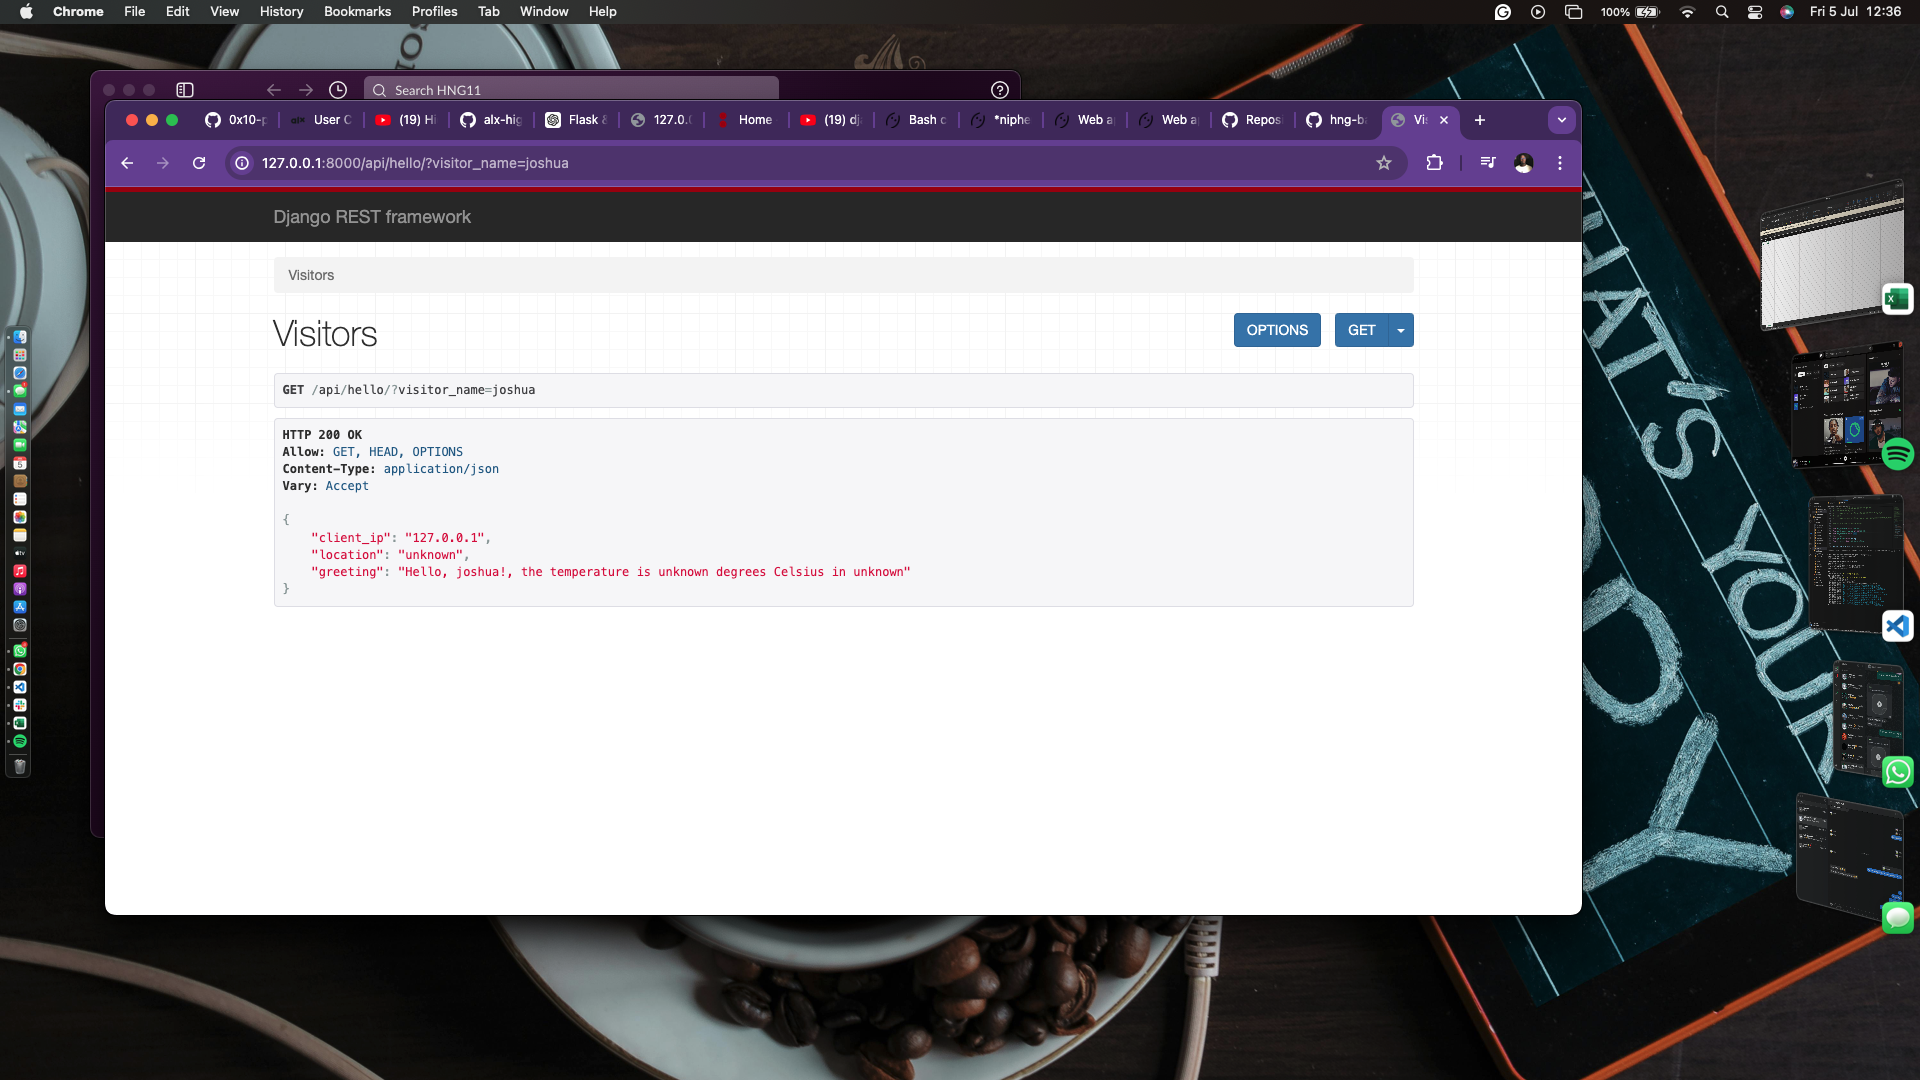 Chrome File Edit View History Bookmarks Profiles Tab Window Help 100% Fri 5 Jul 12:36
Search HNG11
0x10-p User C (19) Hi alx-hig Flask & 127.0.0 Home (19) dj Bash c *niphe Web a Web a Repos hng-ba Vis
127.0.0.1:8000/api/hello/?visitor_name=joshua
Django REST framework
Visitors
Visitors
OPTIONS GET
GET /api/hello/?visitor_name=joshua
HTTP 200 OK
Allow: GET, HEAD, OPTIONS
Content-Type: application/json
Vary: Accept
{
"client_ip": "127.0.0.1",
"location": "unknown",
"greeting": "Hello, joshua!, the temperature is unknown degrees Celsius in unknown"
}
WHAT'S YOUR